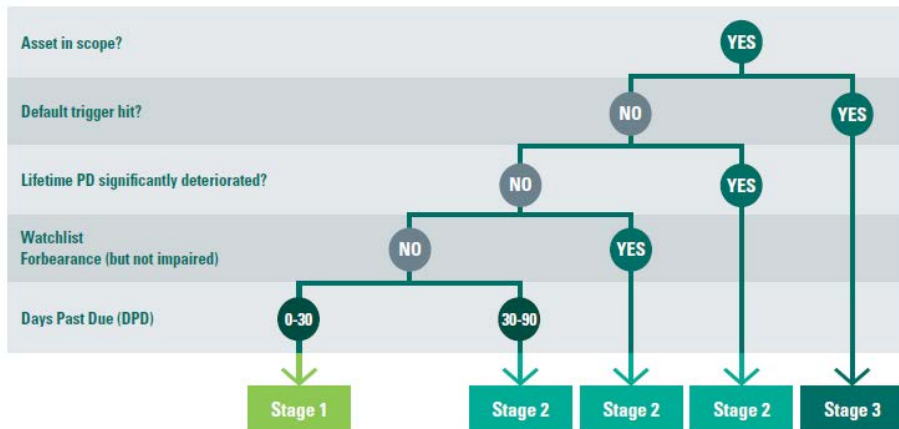 Asset in scope?
YES
Default trigger hit?
NO
YES
Lifetime PD significantly deteriorated?
NO
YES
Watchlist
Forbearance (but not impaired)
NO
YES
Days Past Due (DPD)
0-30
30-90
Stage 1
Stage 2
Stage 2
Stage 2
Stage 3